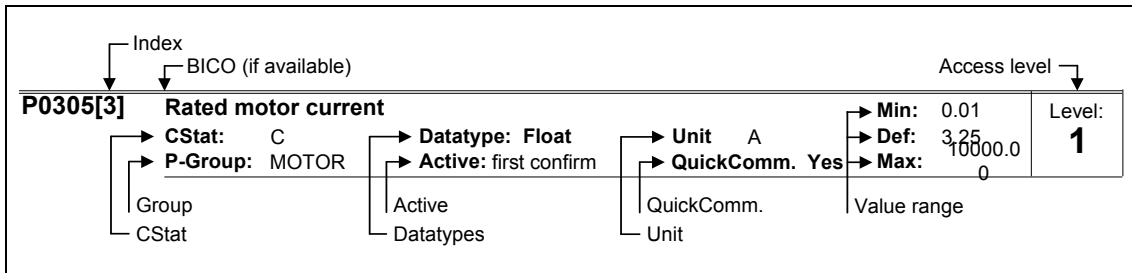 Index
BICO (if available)
Access level
P0305[3] Rated motor current Min: 0.01 Level:
CStat: C Datatype: Float Unit A Def: 3.25 1
P-Group: MOTOR Active: first confirm QuickComm. Yes Max: 10000.0
0
Group Active QuickComm. Value range
CStat Datatypes Unit